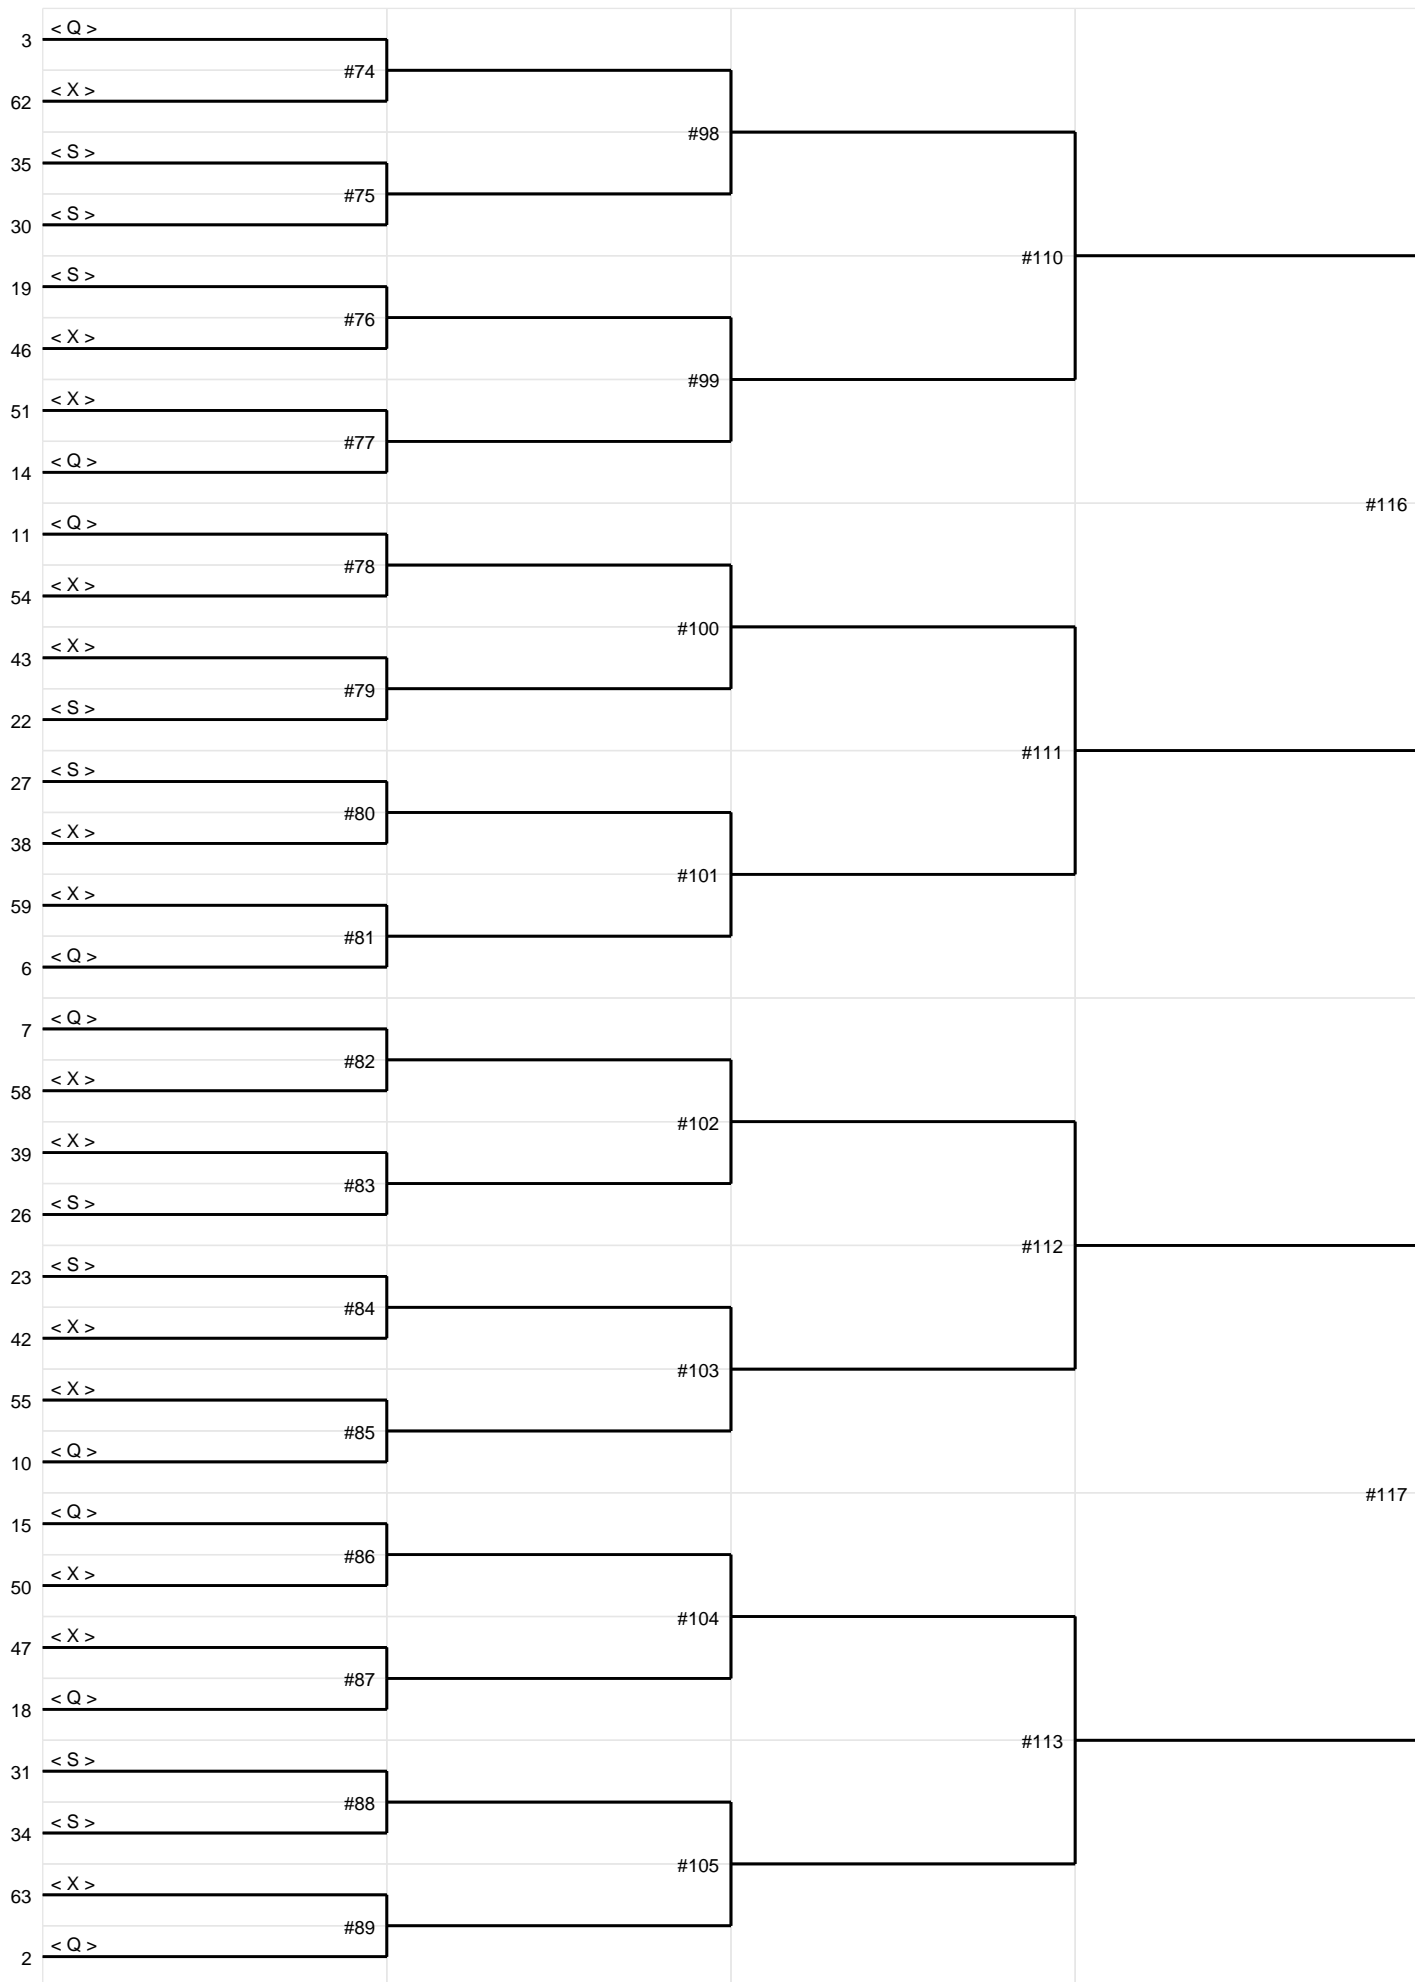 < Q >
3
#74
< X >
62
#98
< S >
35
#75
< S >
30
#110
< S >
19
#76
< X >
46
#99
< X >
51
#77
< Q >
14
#116
< Q >
11
#78
< X >
54
#100
< X >
43
#79
< S >
22
#111
< S >
27
#80
< X >
38
#101
< X >
59
#81
< Q >
6
< Q >
7
#82
< X >
58
#102
< X >
39
#83
< S >
26
#112
< S >
23
#84
< X >
42
#103
< X >
55
#85
< Q >
10
#117
< Q >
15
#86
< X >
50
#104
< X >
47
#87
< Q >
18
#113
< S >
31
#88
< S >
34
#105
< X >
63
#89
< Q >
2